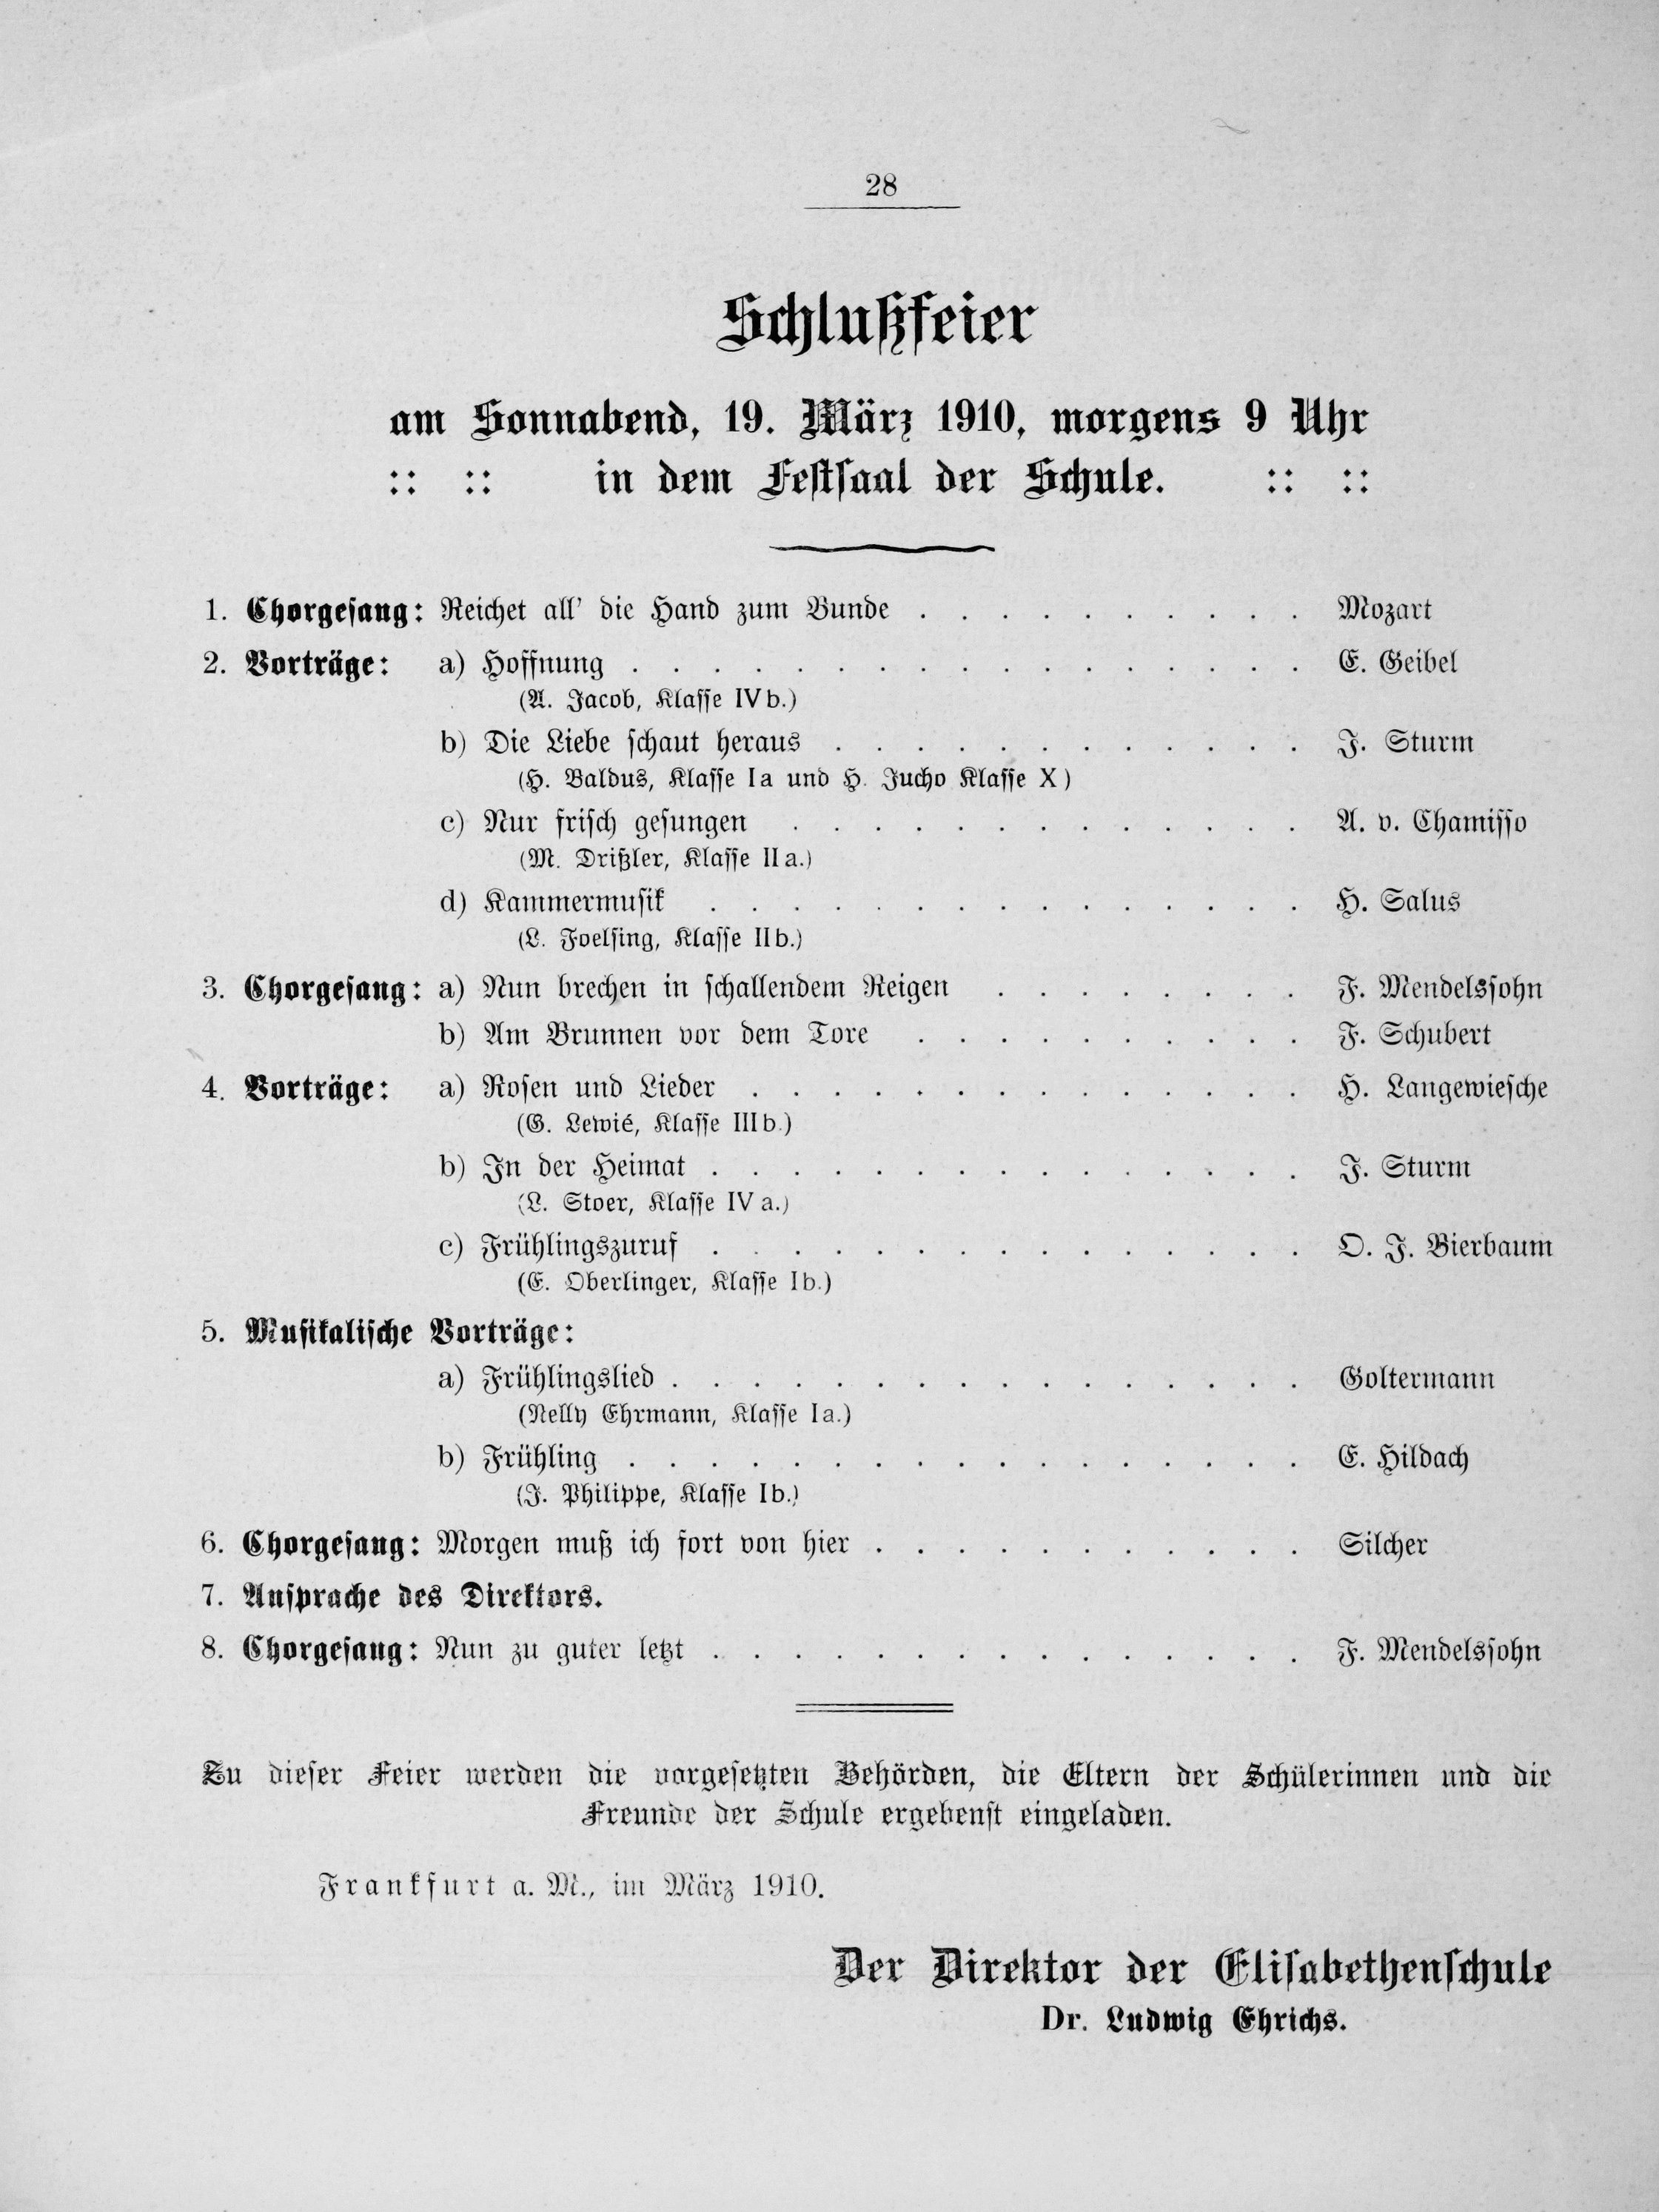 28
Schlußfeier
am Sonnabend, 19. März 1910, morgens 9 Uhr
:: :: in dem Festsaal der Schule. :: ::
1. Chorgesang: Reichet all' die Hand zum Bunde . . . . . . . . . . Mozart
2. Vorträge: a) Hoffnung . . . . . . . . . . . . . . . . . E. Geibel
(A. Jacob, Klasse IVb.)
b) Die Liebe schaut heraus . . . . . . . . . . . . J. Sturm
(H. Baldus, Klasse Ia und H. Jucho Klasse X)
c) Nur frisch gesungen . . . . . . . . . . . . . A. v. Chamisso
(M. Drißler, Klasse IIa.)
d) Kammermusik . . . . . . . . . . . . . . . H. Salus
(L. Foelsing, Klasse IIb.)
3. Chorgesang: a) Nun brechen in schallendem Reigen . . . . . . . . F. Mendelssohn
b) Am Brunnen vor dem Tore . . . . . . . . . . F. Schubert
4. Vorträge: a) Rosen und Lieder . . . . . . . . . . . . . . H. Langewiesche
(G. Lewié, Klasse IIIb.)
b) In der Heimat . . . . . . . . . . . . . . . J. Sturm
(L. Stoer, Klasse IVa.)
c) Frühlingszuruf . . . . . . . . . . . . . . . O. J. Bierbaum
(E. Oberlinger, Klasse Ib.)
5. Musikalische Vorträge:
a) Frühlingslied . . . . . . . . . . . . . . . . Goltermann
(Nelly Ehrmann, Klasse Ia.)
b) Frühling . . . . . . . . . . . . . . . . . E. Hildach
(J. Philippe, Klasse Ib.)
6. Chorgesang: Morgen muß ich fort von hier . . . . . . . . . . . Silcher
7. Ansprache des Direktors.
8. Chorgesang: Nun zu guter letzt . . . . . . . . . . . . . . . F. Mendelssohn
Zu dieser Feier werden die vorgesetzten Behörden, die Eltern der Schülerinnen und die
Freunde der Schule ergebenst eingeladen.
Frankfurt a. M., im März 1910.
Der Direktor der Elisabethenschule
Dr. Ludwig Ehrichs.